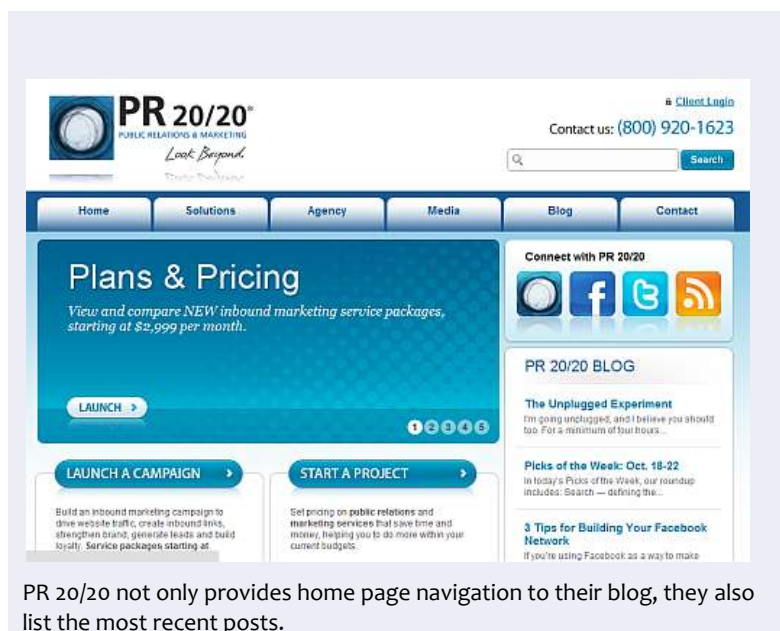 PR 20/20®
PUBLIC RELATIONS & MARKETING
Look Beyond.
Client Login
Contact us: (800) 920-1623
Search
Home
Solutions
Agency
Media
Blog
Contact
Plans & Pricing
View and compare NEW inbound marketing service packages,
starting at $2,999 per month.
LAUNCH >
1 2 3 4 5
Connect with PR 20/20
PR 20/20 BLOG
The Unplugged Experiment
I'm going unplugged, and I believe you should
too. For a minimum of four hours...
Picks of the Week: Oct. 18-22
In today's Picks of the Week, our roundup
includes: Search — defining the...
3 Tips for Building Your Facebook
Network
If you're using Facebook as a way to make
LAUNCH A CAMPAIGN >
Build an inbound marketing campaign to
drive website traffic, create inbound links,
strengthen brand, generate leads and build
loyalty. Service packages starting at
START A PROJECT >
Set pricing on public relations and
marketing services that save time and
money, helping you to do more within your
current budgets.
PR 20/20 not only provides home page navigation to their blog, they also
list the most recent posts.